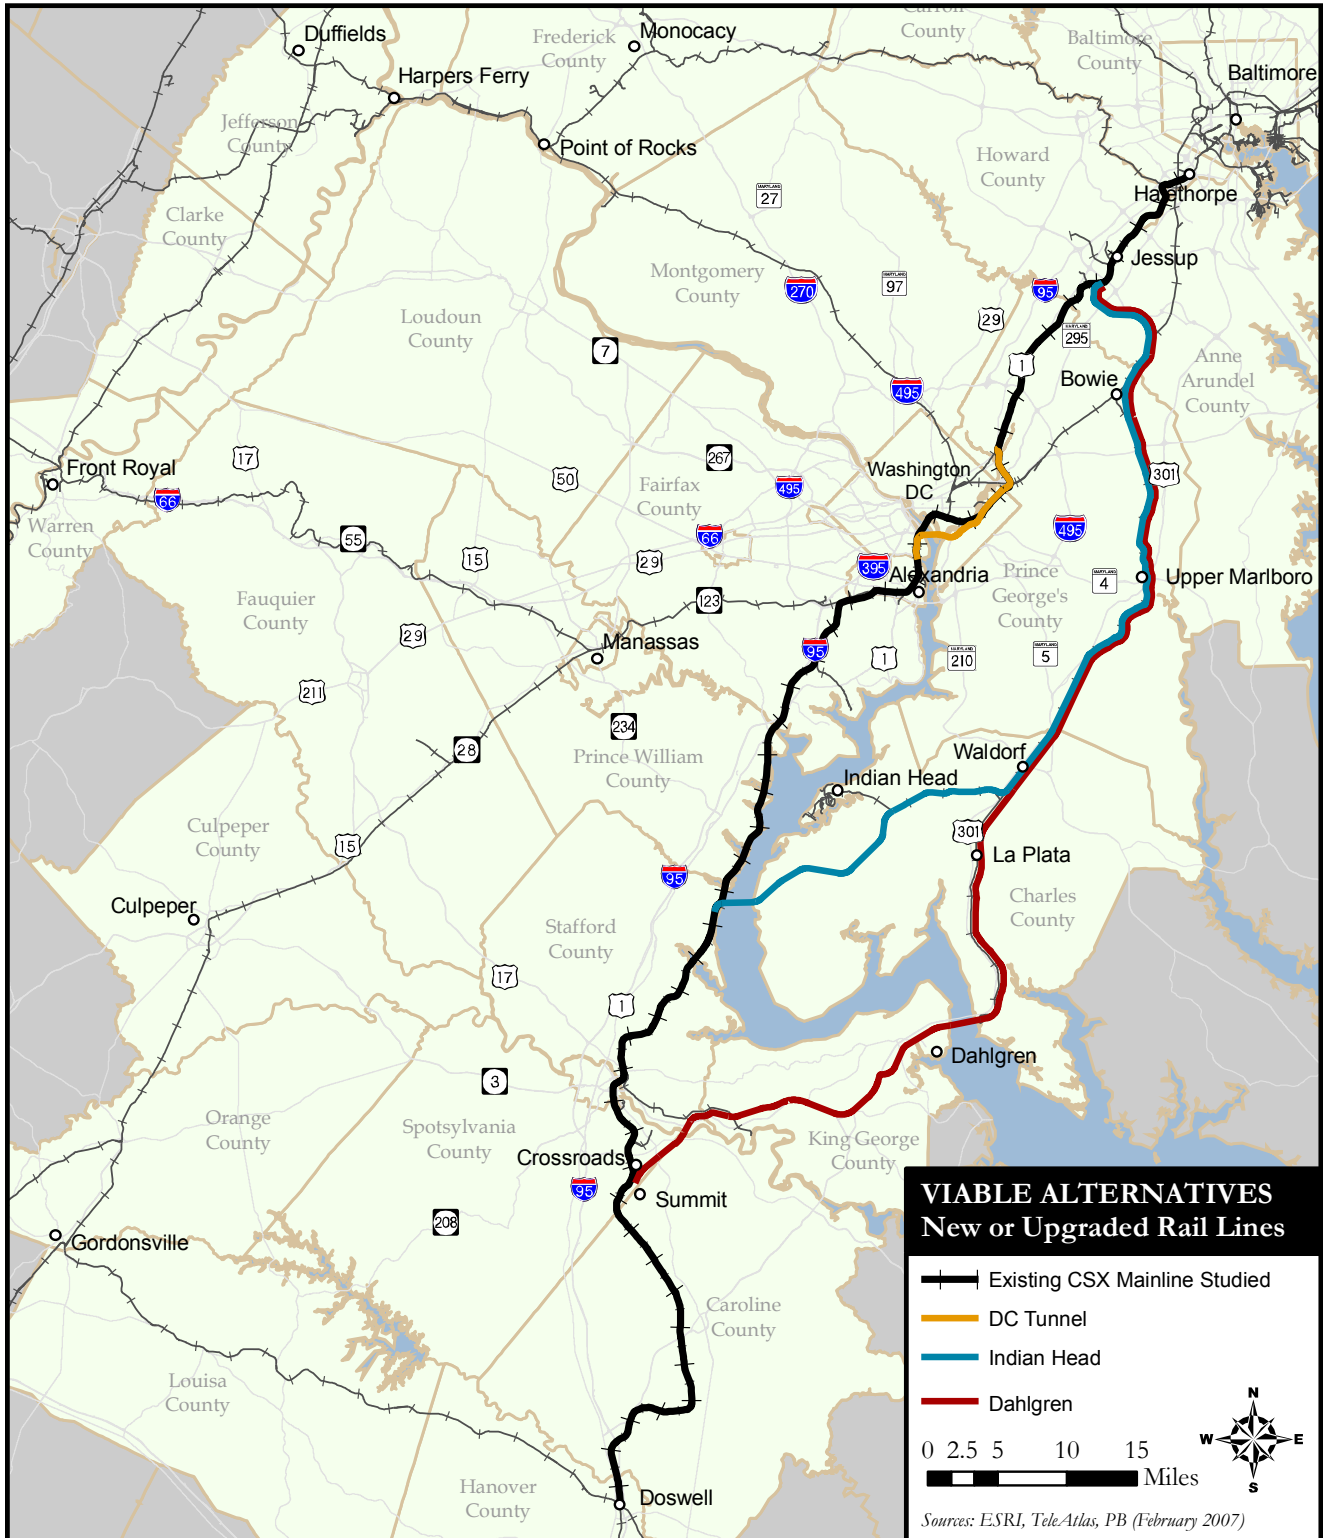 Duffields
Frederick
County
Monocacy
Carroll
County
Baltimore
County
Baltimore
Harpers Ferry
Jefferson
County
Point of Rocks
Howard
County
Halethorpe
MARYLAND
27
Clarke
County
Jessup
Montgomery
County
270
MARYLAND
97
95
29
MARYLAND
295
Loudoun
County
7
1
Anne
Arundel
County
Bowie
495
Front Royal
17
267
Washington
DC
301
66
50
Fairfax
County
495
Warren
County
55
15
66
29
495
395
Alexandria
Prince
George's
County
MARYLAND
4
Upper Marlboro
Fauquier
County
123
29
Manassas
95
1
MARYLAND
210
MARYLAND
5
211
234
28
Prince William
County
Waldorf
Indian Head
Culpeper
County
15
301
La Plata
95
Charles
County
Culpeper
Stafford
County
17
1
Dahlgren
3
Orange
County
Spotsylvania
County
King George
County
Crossroads
95
Summit
208
Gordonsville
Caroline
County
Louisa
County
Hanover
County
Doswell
VIABLE ALTERNATIVES
New or Upgraded Rail Lines
Existing CSX Mainline Studied
DC Tunnel
Indian Head
Dahlgren
N
W E
S
0 2.5 5 10 15
Miles
Sources: ESRI, TeleAtlas, PB (February 2007)